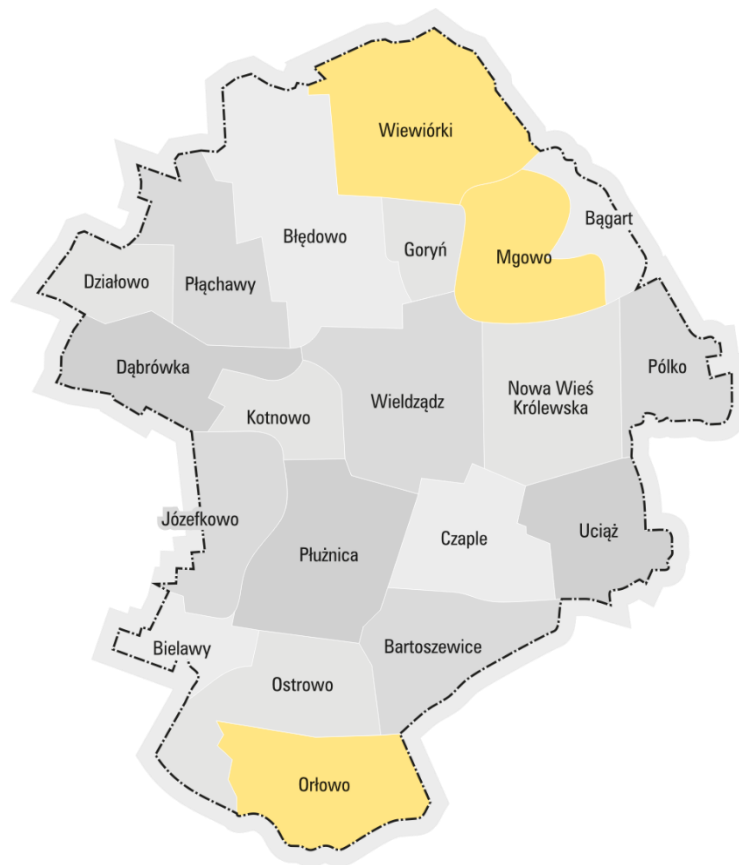 Wiewiórki
Bągart
Błędowo
Goryń
Mgowo
Działowo
Płąchawy
Dąbrówka
Pólko
Nowa Wieś
Królewska
Wieldządz
Kotnowo
Józefkowo
Uciąż
Czaple
Płużnica
Bielawy
Bartoszewice
Ostrowo
Orłowo